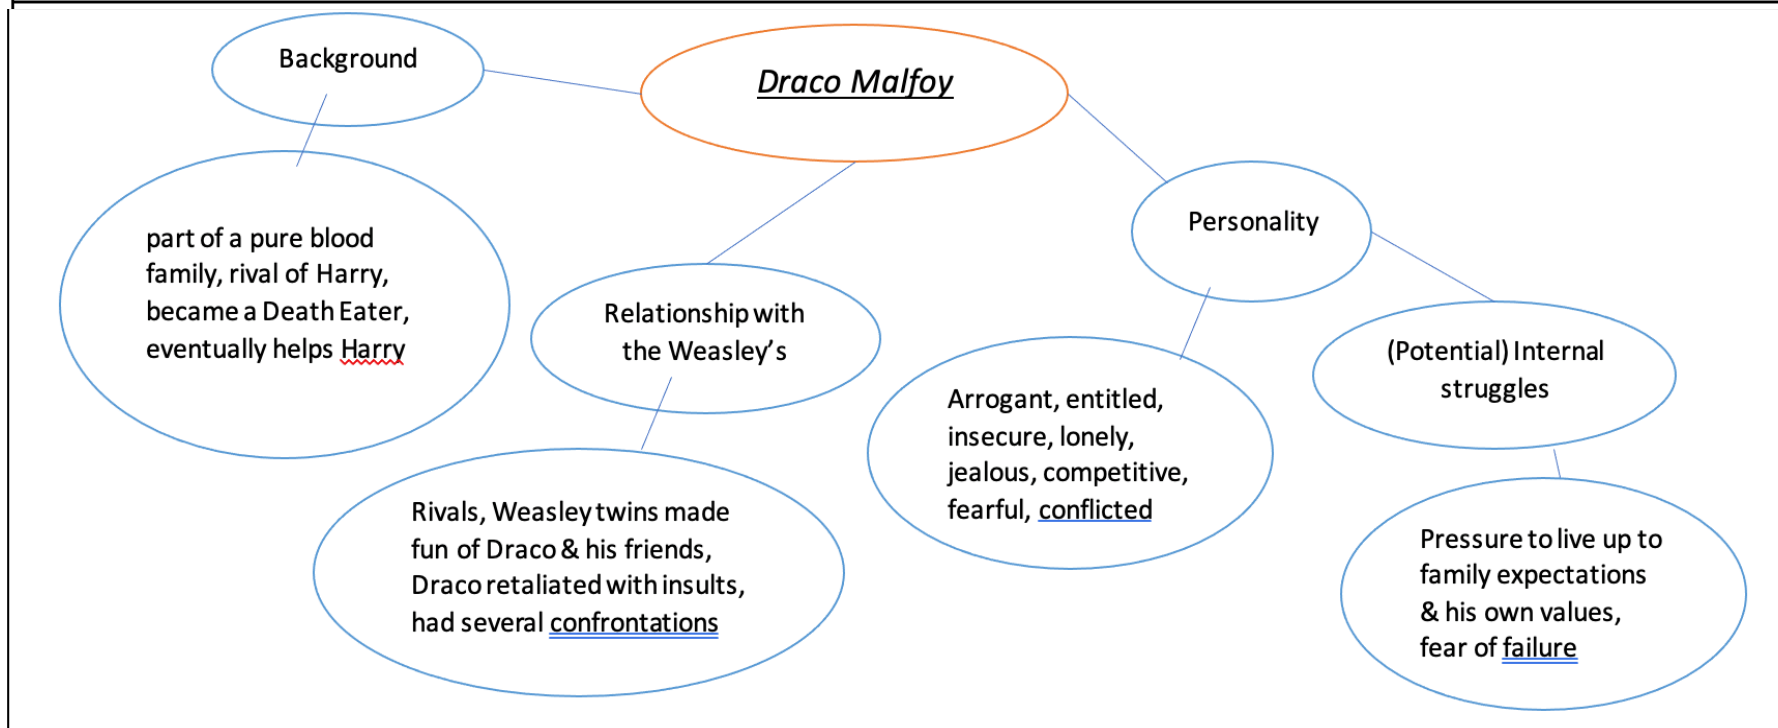 Background
Draco Malfoy
Personality
part of a pure blood
family, rival of Harry,
became a Death Eater,
eventually helps Harry
Relationship with
the Weasley’s
(Potential) Internal
struggles
Arrogant, entitled,
insecure, lonely,
jealous, competitive,
fearful, conflicted
Rivals, Weasley twins made
fun of Draco & his friends,
Draco retaliated with insults,
had several confrontations
Pressure to live up to
family expectations
& his own values,
fear of failure